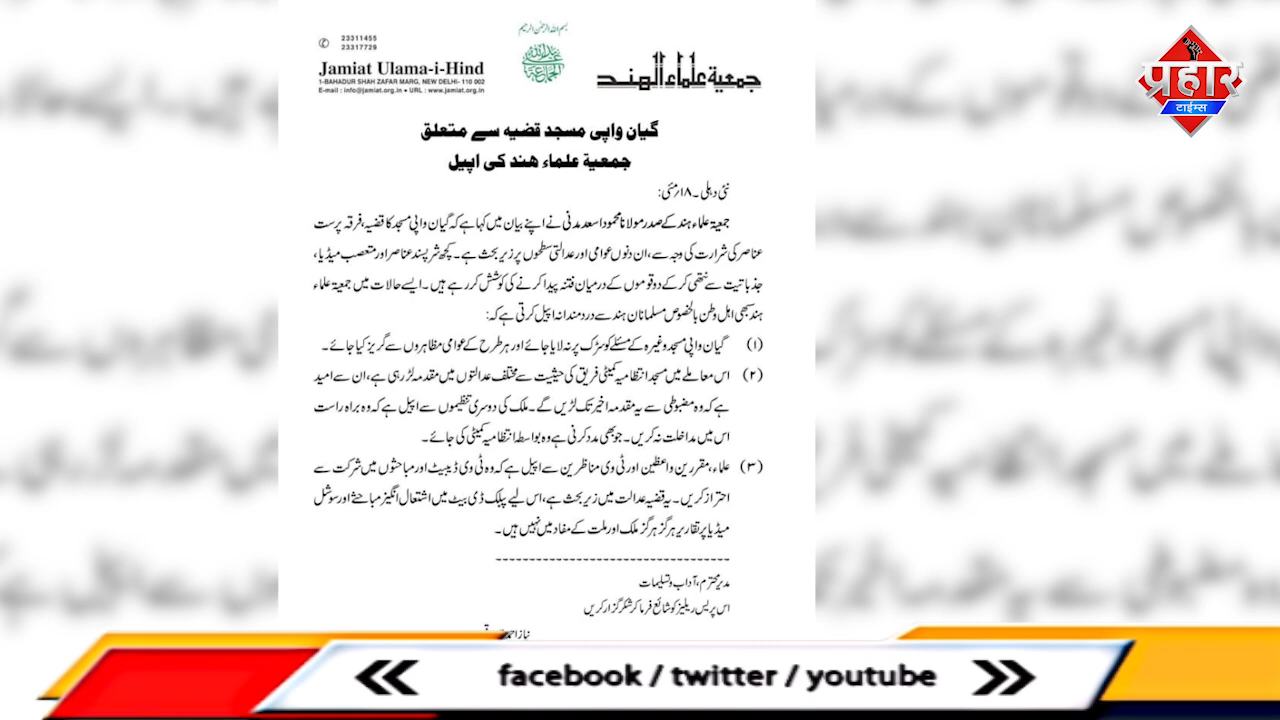 23311455
23317729
Jamiat Ulama-i-Hind
1-BAHADUR SHAH ZAFAR MARG, NEW DELHI- 110 002
E-mail : info@jamiat.org.in • URL : www.jamiat.org.in
بسم اللہ الرحمٰن الرحیم
جمعیة علماء الهند
प्रहार
टाईम्स
گیان واپی مسجد قضیہ سے متعلق
جمعیة علماء هند کی اپیل
نئی دہلی ۔ ۱۸؍مئی:
جمعیۃ علماء ہند کے صدر مولانا محمود اسعد مدنی نے اپنے بیان میں کہا ہے کہ گیان واپی مسجد کا قضیہ، فرقہ پرست
عناصر کی شرارت کی وجہ سے، ان دنوں عوامی اور عدالتی سطحوں پر زیر بحث ہے۔ کچھ شرپسند عناصر اور متعصب میڈیا،
جذباتیت سے نتھی کر کے دو قوموں کے درمیان فتنہ پیدا کرنے کی کوشش کر رہے ہیں۔ ایسے حالات میں جمعیۃ علماء
ہند سبھی اہل وطن بالخصوص مسلمانان ہند سے دردمندانہ اپیل کرتی ہے کہ:
(۱) گیان واپی مسجد وغیرہ کے مسئلے کو سڑک پر نہ لایا جائے اور ہر طرح کے عوامی مظاہروں سے گریز کیا جائے ۔
(۲) اس معاملے میں مسجد انتظامیہ کمیٹی فریق کی حیثیت سے مختلف عدالتوں میں مقدمہ لڑ رہی ہے، ان سے امید
ہے کہ وہ مضبوطی سے یہ مقدمہ اخیر تک لڑیں گے۔ ملک کی دوسری تنظیموں سے اپیل ہے کہ وہ براہ راست
اس میں مداخلت نہ کریں۔ جو بھی مدد کرنی ہے وہ بواسطہ انتظامیہ کمیٹی کی جائے۔
(۳) علماء، مقررین واعظین اور ٹی وی مناظرین سے اپیل ہے کہ وہ ٹی وی ڈیبیٹ اور مباحثوں میں شرکت سے
احتراز کریں۔ یہ قضیہ عدالت میں زیر بحث ہے، اس لیے پبلک ڈی بیٹ میں اشتعال انگیز مباحثے اور سوشل
میڈیا پر تقاریر ہرگز ہرگز ملک اور ملت کے مفاد میں نہیں ہیں۔
مدیر محترم، آداب و تسلیمات
اس پریس ریلیز کو شائع فرما کر شکر گزار کریں
نیاز احمد
facebook / twitter / youtube